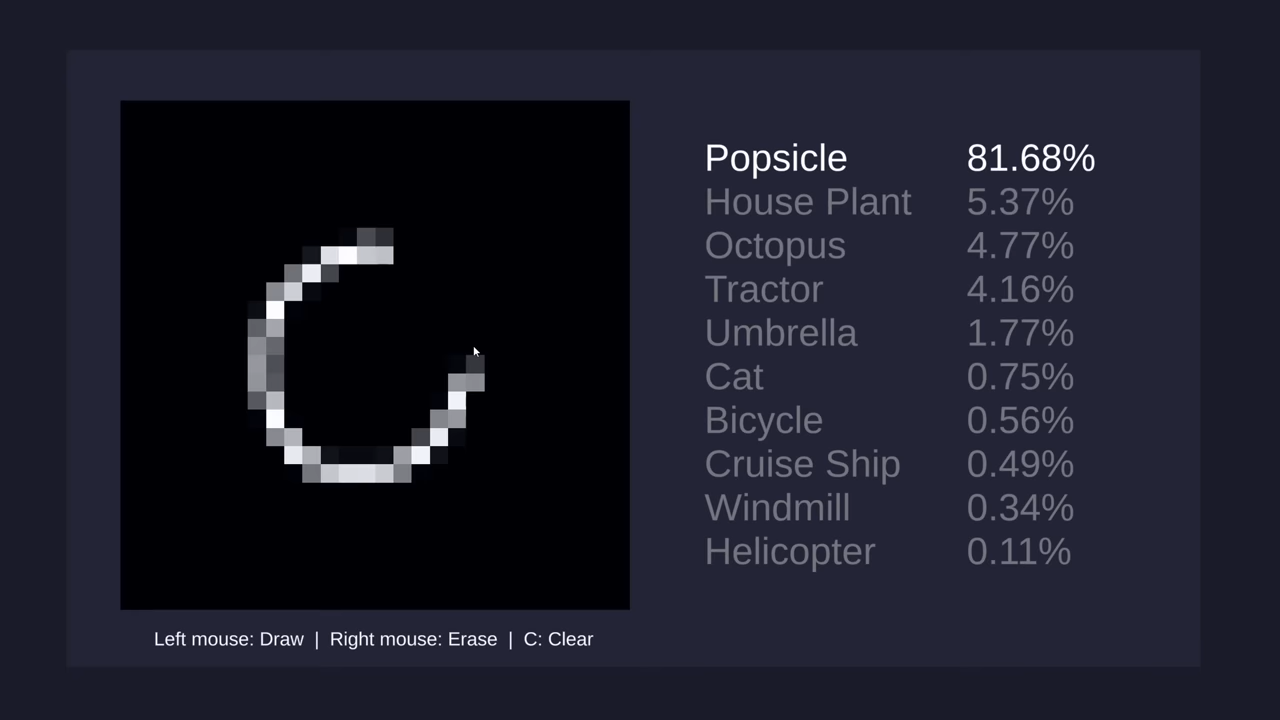 Popsicle 81.68%
House Plant 5.37%
Octopus 4.77%
Tractor 4.16%
Umbrella 1.77%
Cat 0.75%
Bicycle 0.56%
Cruise Ship 0.49%
Windmill 0.34%
Helicopter 0.11%
Left mouse: Draw | Right mouse: Erase | C: Clear